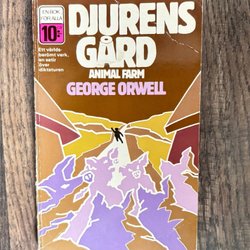 EN BOK
FÖR ALLA
10:-
Ett världs-
berömt verk,
en satir
över
diktaturen
DJURENS
GÅRD
ANIMAL FARM
GEORGE ORWELL